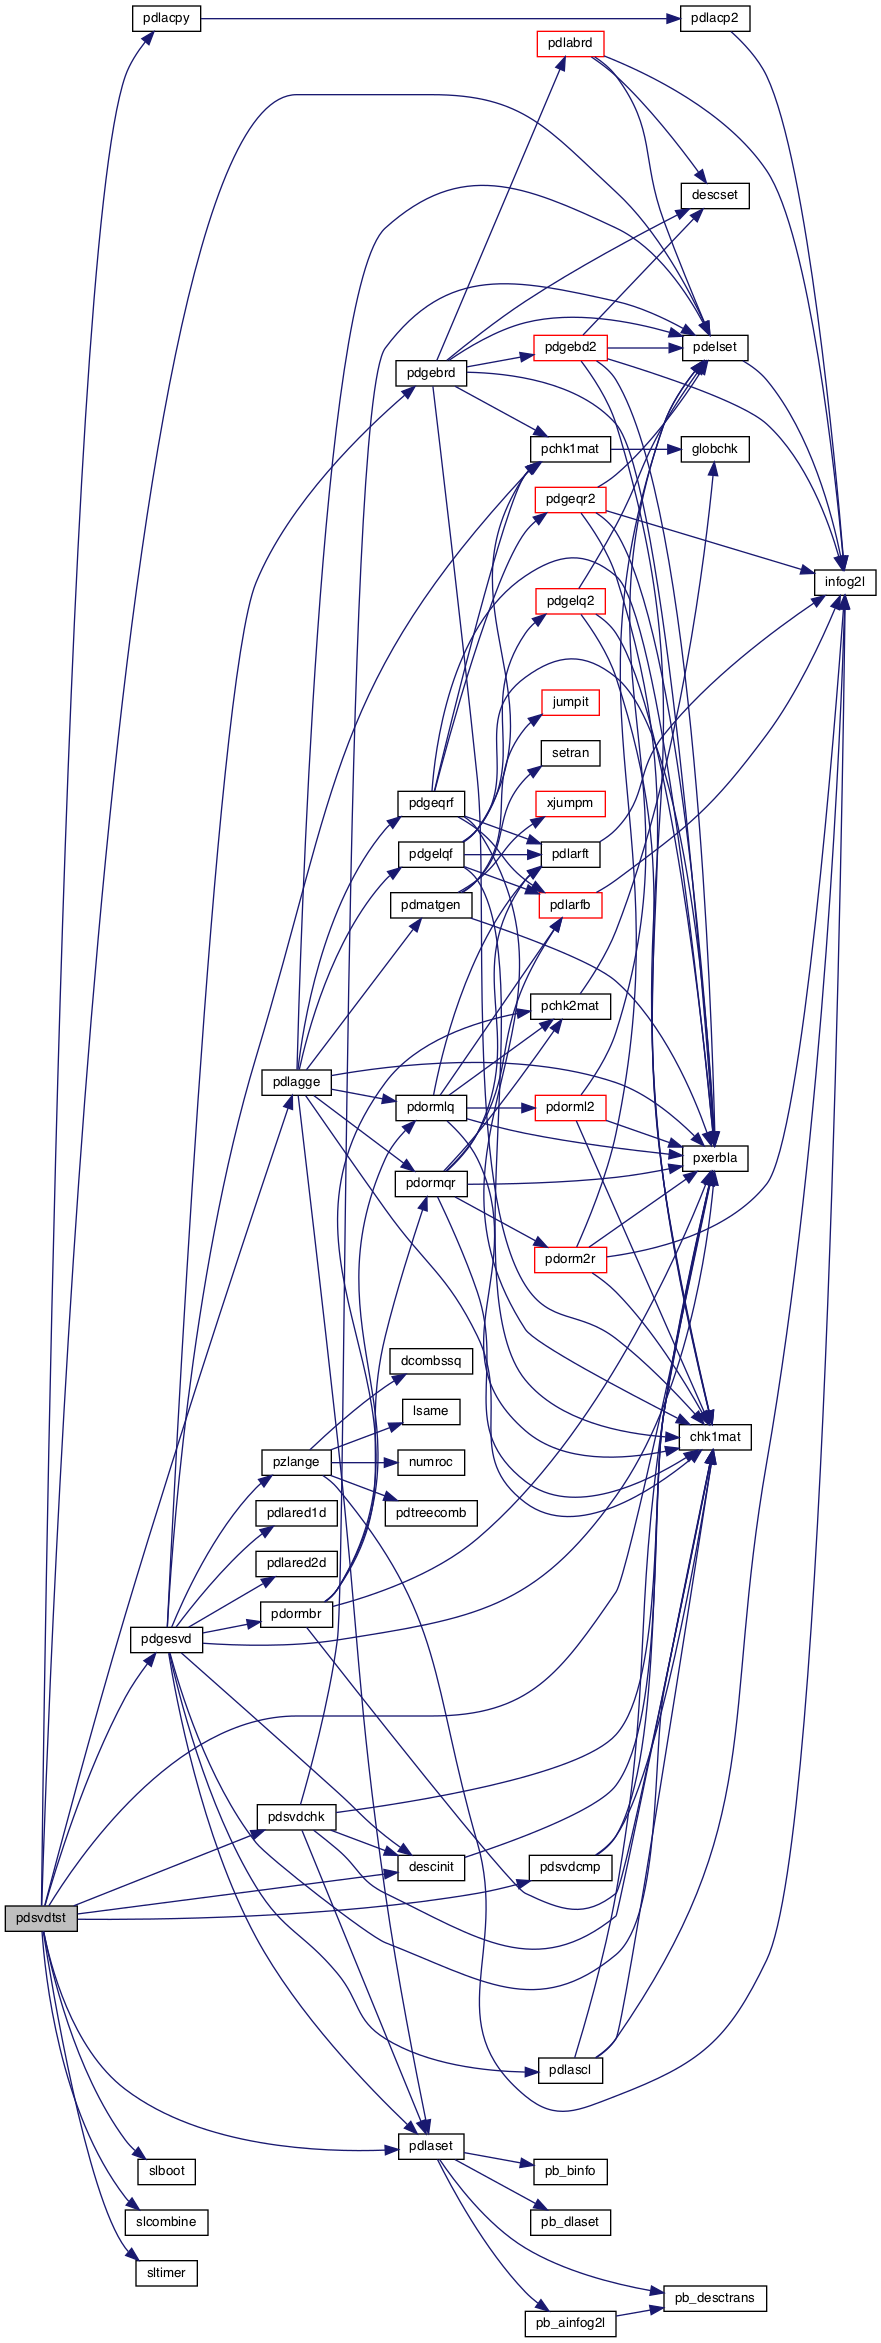 pdlacpy
pdlacp2
pdlabrd
descset
pdelset
pdgebd2
pdgebrd
pchk1mat
globchk
pdgeqr2
infog2l
pdgelq2
jumpit
setran
xjumpm
pdgeqrf
pdlarft
pdgelqf
pdmatgen
pdlarfb
pchk2mat
pdlagge
pdormlq
pdorml2
pxerbla
pdormqr
pdorm2r
dcombssq
lsame
chk1mat
pzlange
numroc
pdlared1d
pdtreecomb
pdlared2d
pdormbr
pdgesvd
pdsvdchk
descinit
pdsvdcmp
pdsvdtst
pdlascl
pdlaset
slboot
pb_binfo
slcombine
pb_dlaset
sltimer
pb_desctrans
pb_ainfog2l